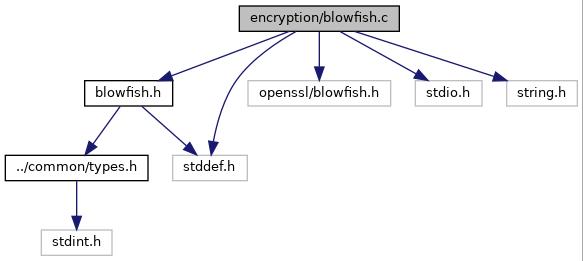 encryption/blowfish.c
blowfish.h
openssl/blowfish.h
stdio.h
string.h
../common/types.h
stddef.h
stdint.h